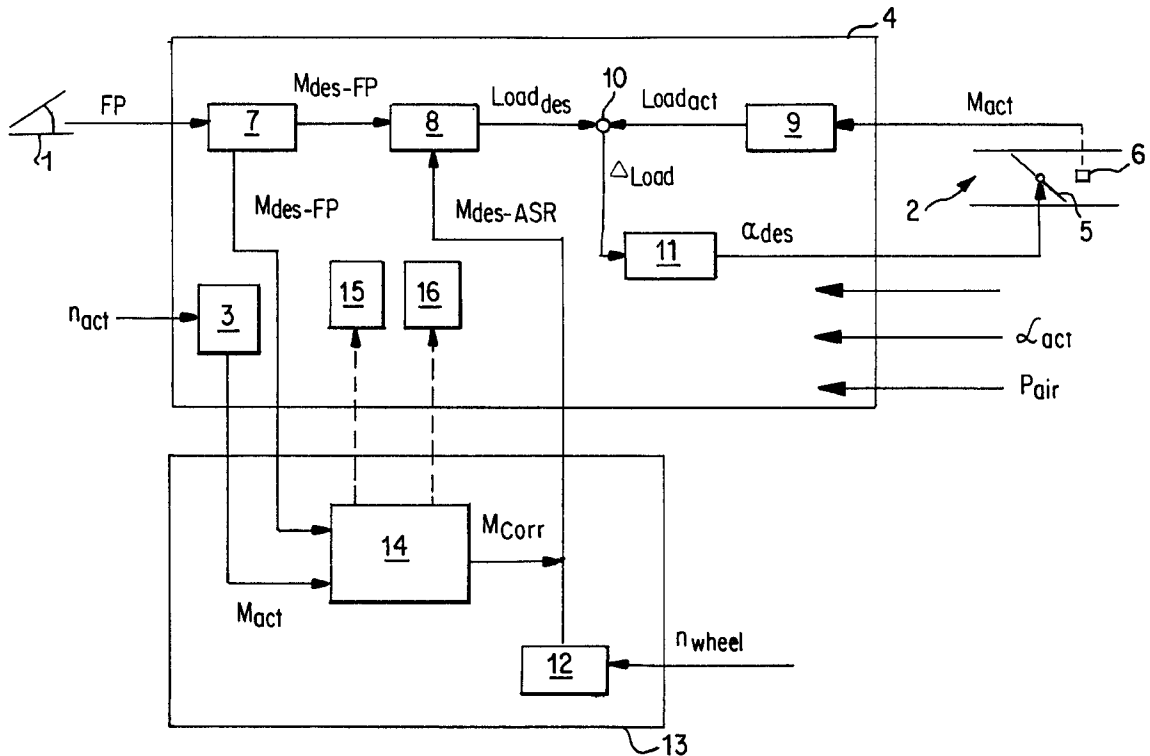 4
FP
1
7
Mdes-FP
8
Loaddes
10
Loadact
9
Mact
6
2
5
Mdes-FP
Mdes-ASR
ΔLoad
11
αdes
nact
3
15
16
αact
Pair
14
MCorr
Mact
12
nwheel
13